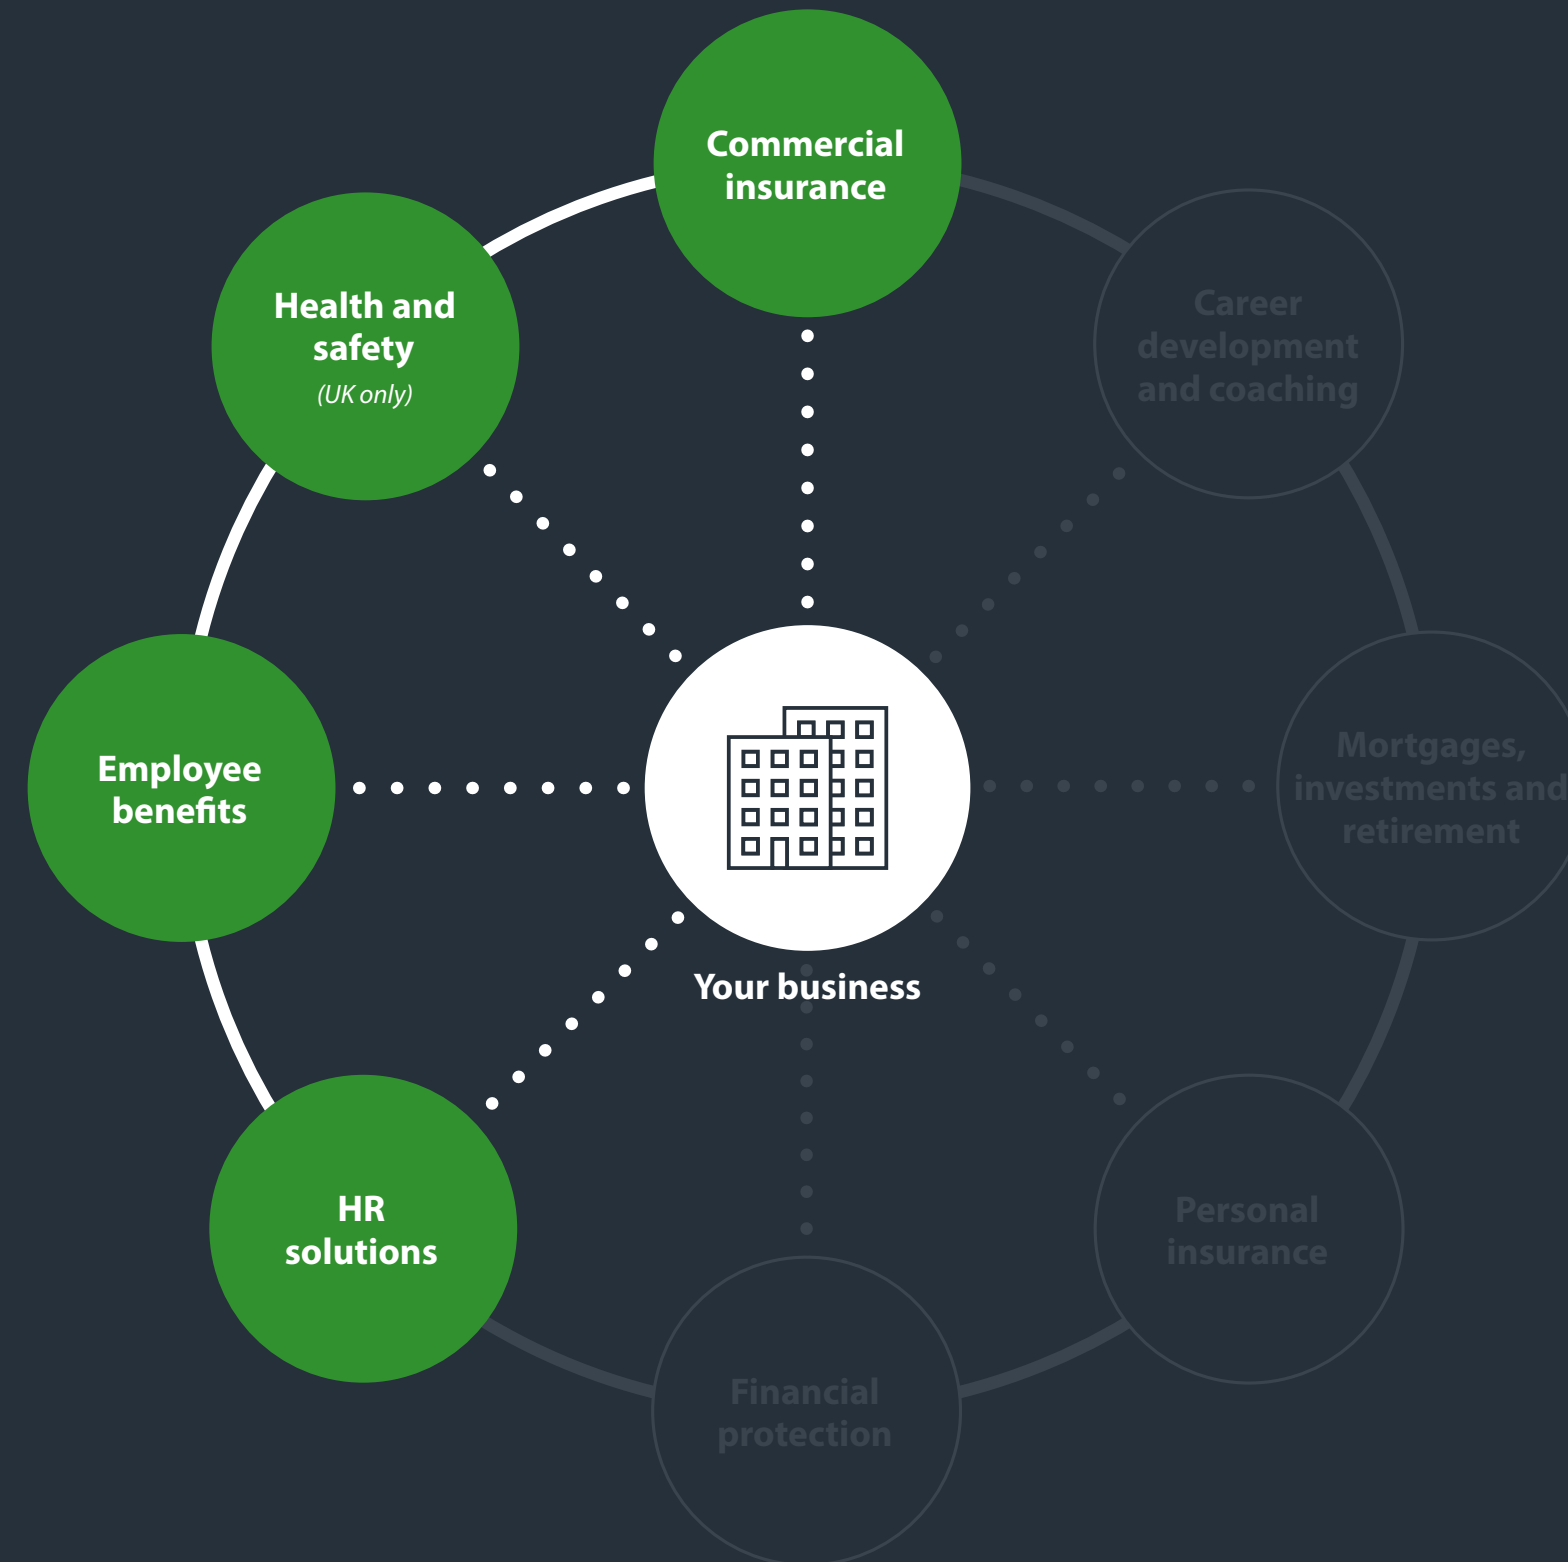 Commercial
insurance
Career
development
and coaching
Health and
safety
(UK only)
Mortgages,
investments and
retirement
Employee
benefits
Your business
Personal
insurance
HR
solutions
Financial
protection